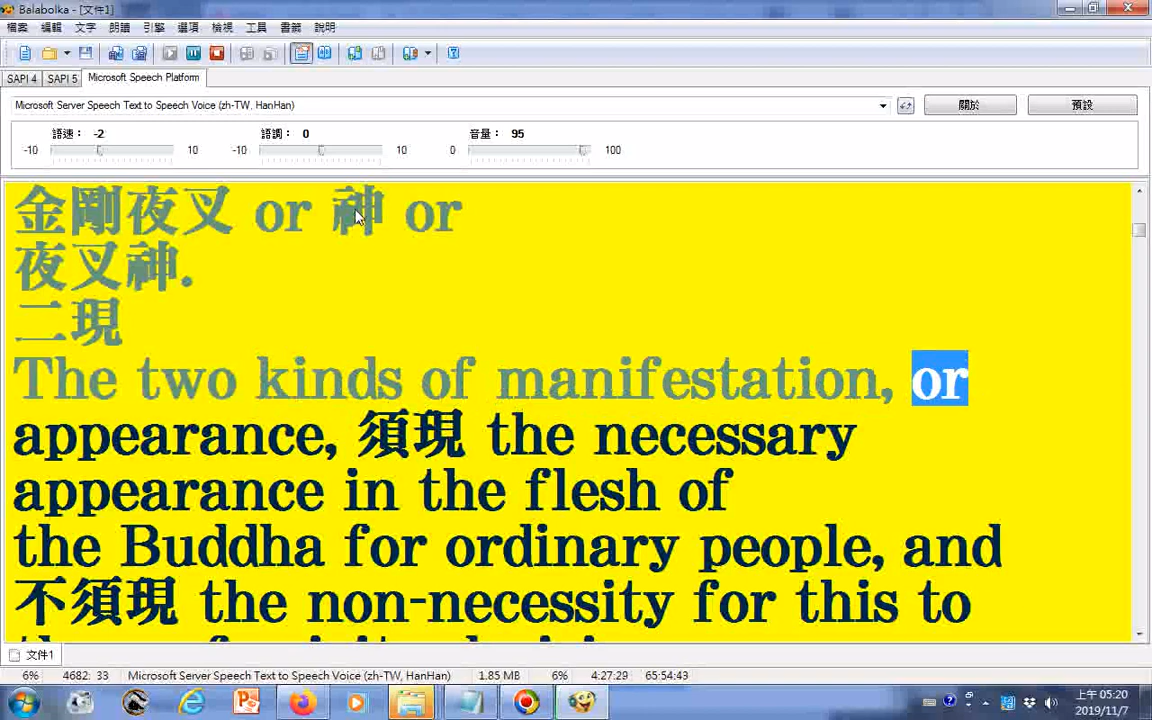 Balabolka - [文件1]
檔案 編輯 文字 朗讀 引擎 選項 檢視 工具 書籤 說明
SAPI 4 SAPI 5 Microsoft Speech Platform
Microsoft Server Speech Text to Speech Voice (zh-TW, HanHan) 關於 預設
語速: -2 語調: 0 音量: 95
-10 10 -10 10 0 100
金剛夜叉 or 神 or
夜叉神.
二現
The two kinds of manifestation, or
appearance, 須現 the necessary
appearance in the flesh of
the Buddha for ordinary people, and
不須現 the non-necessity for this to
文件1
6% 4682: 33 Microsoft Server Speech Text to Speech Voice (zh-TW, HanHan) 1.85 MB 6% 4:27:29 65:54:43
上午 05:20
2019/11/7